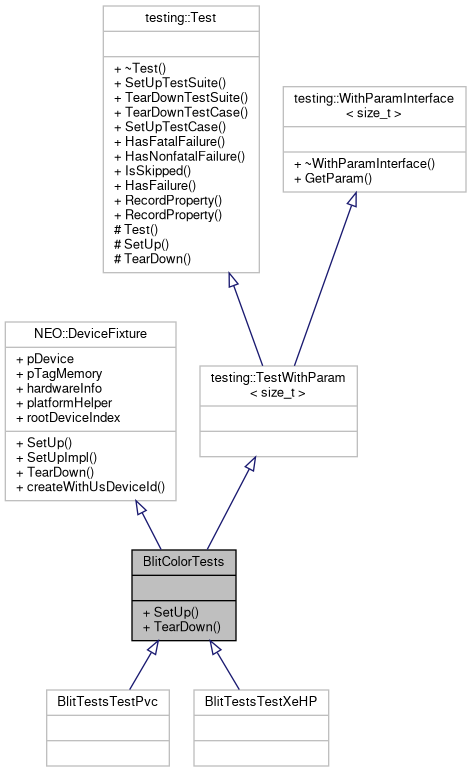 testing::Test
+ ~Test()
+ SetUpTestSuite()
+ TearDownTestSuite()
+ TearDownTestCase()
+ SetUpTestCase()
+ HasFatalFailure()
+ HasNonfatalFailure()
+ IsSkipped()
+ HasFailure()
+ RecordProperty()
+ RecordProperty()
# Test()
# SetUp()
# TearDown()
testing::WithParamInterface
< size_t >
+ ~WithParamInterface()
+ GetParam()
NEO::DeviceFixture
+ pDevice
+ pTagMemory
+ hardwareInfo
+ platformHelper
+ rootDeviceIndex
+ SetUp()
+ SetUpImpl()
+ TearDown()
+ createWithUsDeviceId()
testing::TestWithParam
< size_t >
BlitColorTests
+ SetUp()
+ TearDown()
BlitTestsTestPvc
BlitTestsTestXeHP